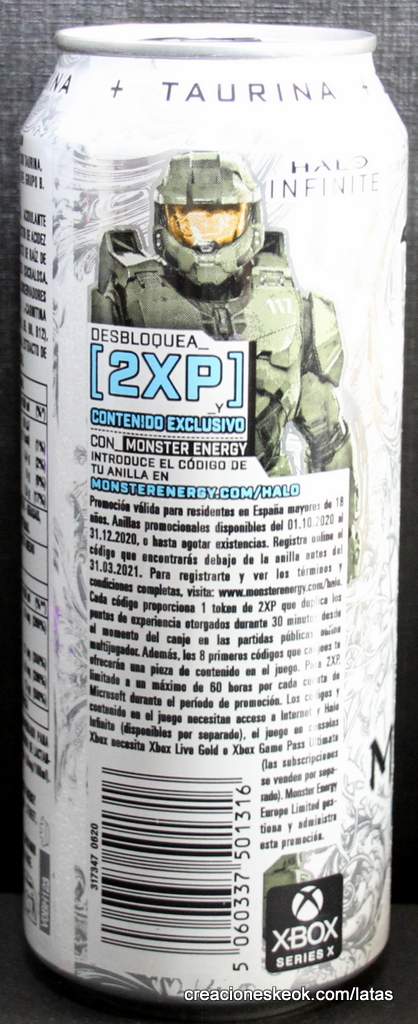 NA + TAURINA +
HALO
INFINITE
117
DESBLOQUEA_
[2XP]
_Y
CONTENIDO EXCLUSIVO
CON_MONSTER ENERGY
INTRODUCE EL CÓDIGO DE
TU ANILLA EN
MONSTERENERGY.COM/HALO
Promoción válida para residentes en España mayores de 18
años. Anillas promocionales disponibles del 01.10.2020 al
31.12.2020, o hasta agotar existencias. Registra online el
código que encontrarás debajo de la anilla antes del
31.03.2021. Para registrarte y ver los términos y
condiciones completas, visita: www.monsterenergy.com/halo.
Cada código proporciona 1 token de 2XP que duplica los
puntos de experiencia otorgados durante 30 minutos desde
el momento del canje en las partidas públicas online
multijugador. Además, los 8 primeros códigos que canjees te
ofrecerán una pieza de contenido en el juego. Para 2XP,
limitado a un máximo de 60 horas por cada cuenta de
Microsoft durante el período de promoción. Los códigos y
contenido en el juego necesitan acceso a Internet y Halo
Infinite (disponibles por separado), el juego en consolas
Xbox necesita Xbox Live Gold o Xbox Game Pass Ultimate
(las subscripciones
se venden por sepa-
rado). Monster Energy
Europe Limited ges-
tiona y administra
esta promoción.
317347 0620
5 060337 501316
XBOX
SERIES X
creacioneskeok.com/latas